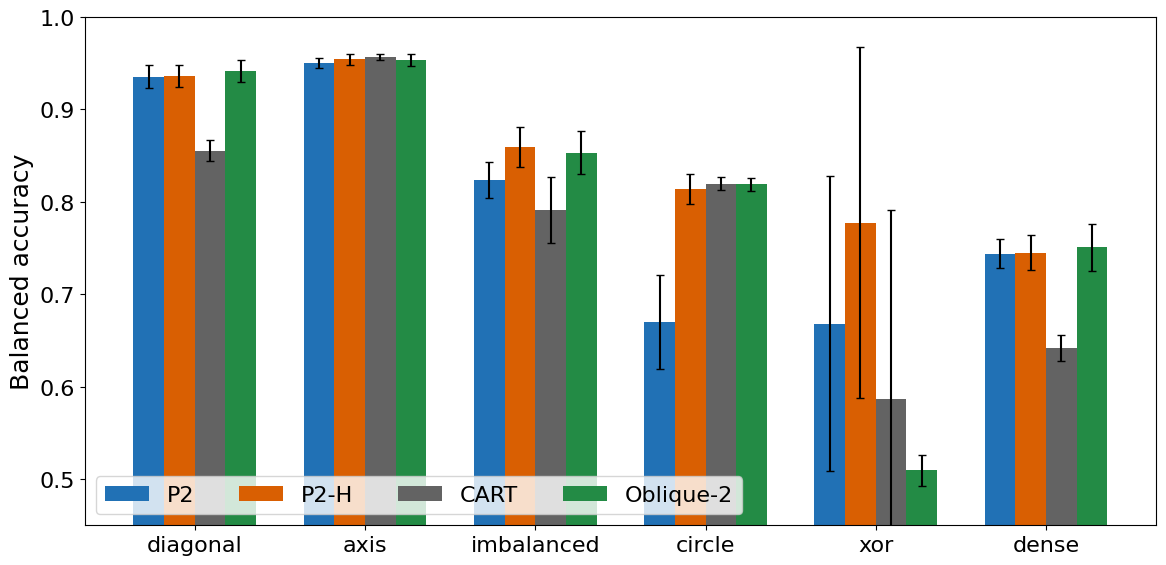 Balanced accuracy
1.0
0.9
0.8
0.7
0.6
0.5
P2 P2-H CART Oblique-2
diagonal axis imbalanced circle xor dense